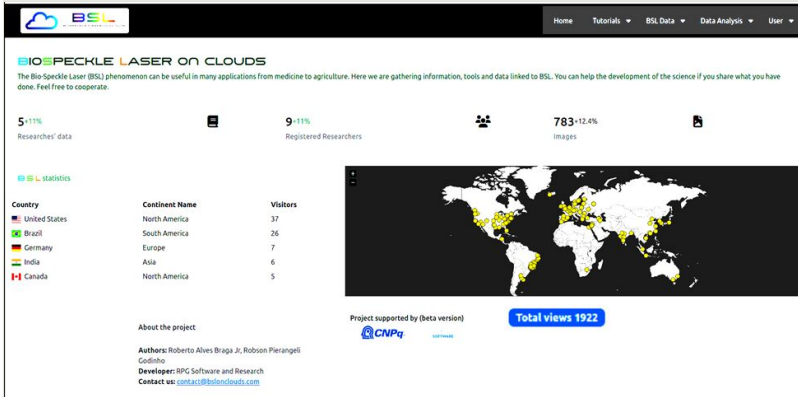 BSL
Home Tutorials BSL Data Data Analysis User
BIOSPECKLE LASER ON CLOUDS
The Bio-Speckle Laser (BSL) phenomenon can be useful in many applications from medicine to agriculture. Here we are gathering information, tools and data linked to BSL. You can help the development of the science if you share what you have
done. Feel free to cooperate.
5+11% 9+11% 783+12.4%
Researches' data Registered Researchers Images
BSL statistics
+
-
Country Continent Name Visitors
United States North America 37
Brazil South America 26
Germany Europe 7
India Asia 6
Canada North America 5
Project supported by (beta version) Total views 1922
About the project
CNPq SOFTWARE
Authors: Roberto Alves Braga Jr, Robson Pierangeli
Godinho
Developer: RPG Software and Research
Contact us: contact@bslonclouds.com